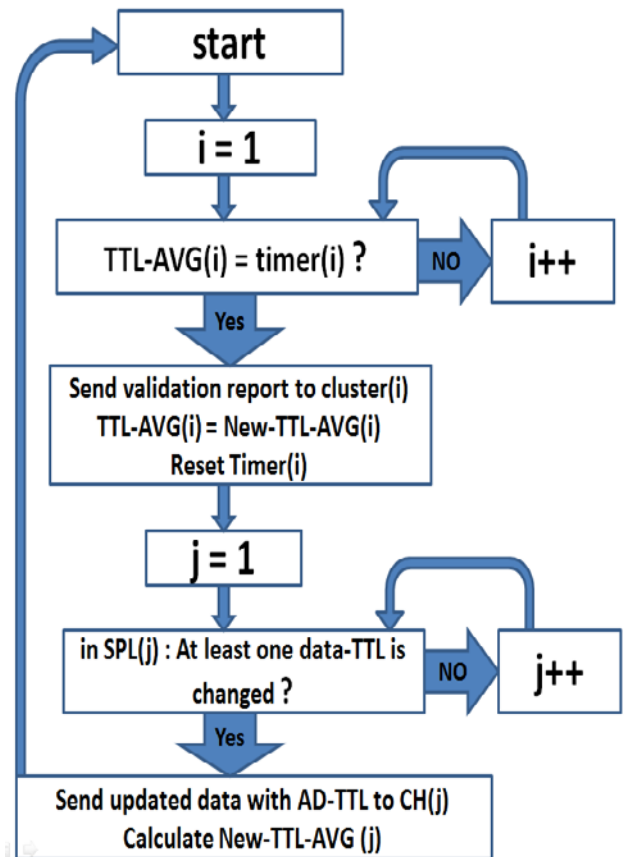 start
i = 1
TTL-AVG(i) = timer(i) ?
NO
i++
Yes
Send validation report to cluster(i)
TTL-AVG(i) = New-TTL-AVG(i)
Reset Timer(i)
j = 1
in SPL(j) : At least one data-TTL is
changed ?
NO
j++
Yes
Send updated data with AD-TTL to CH(j)
Calculate New-TTL-AVG (j)